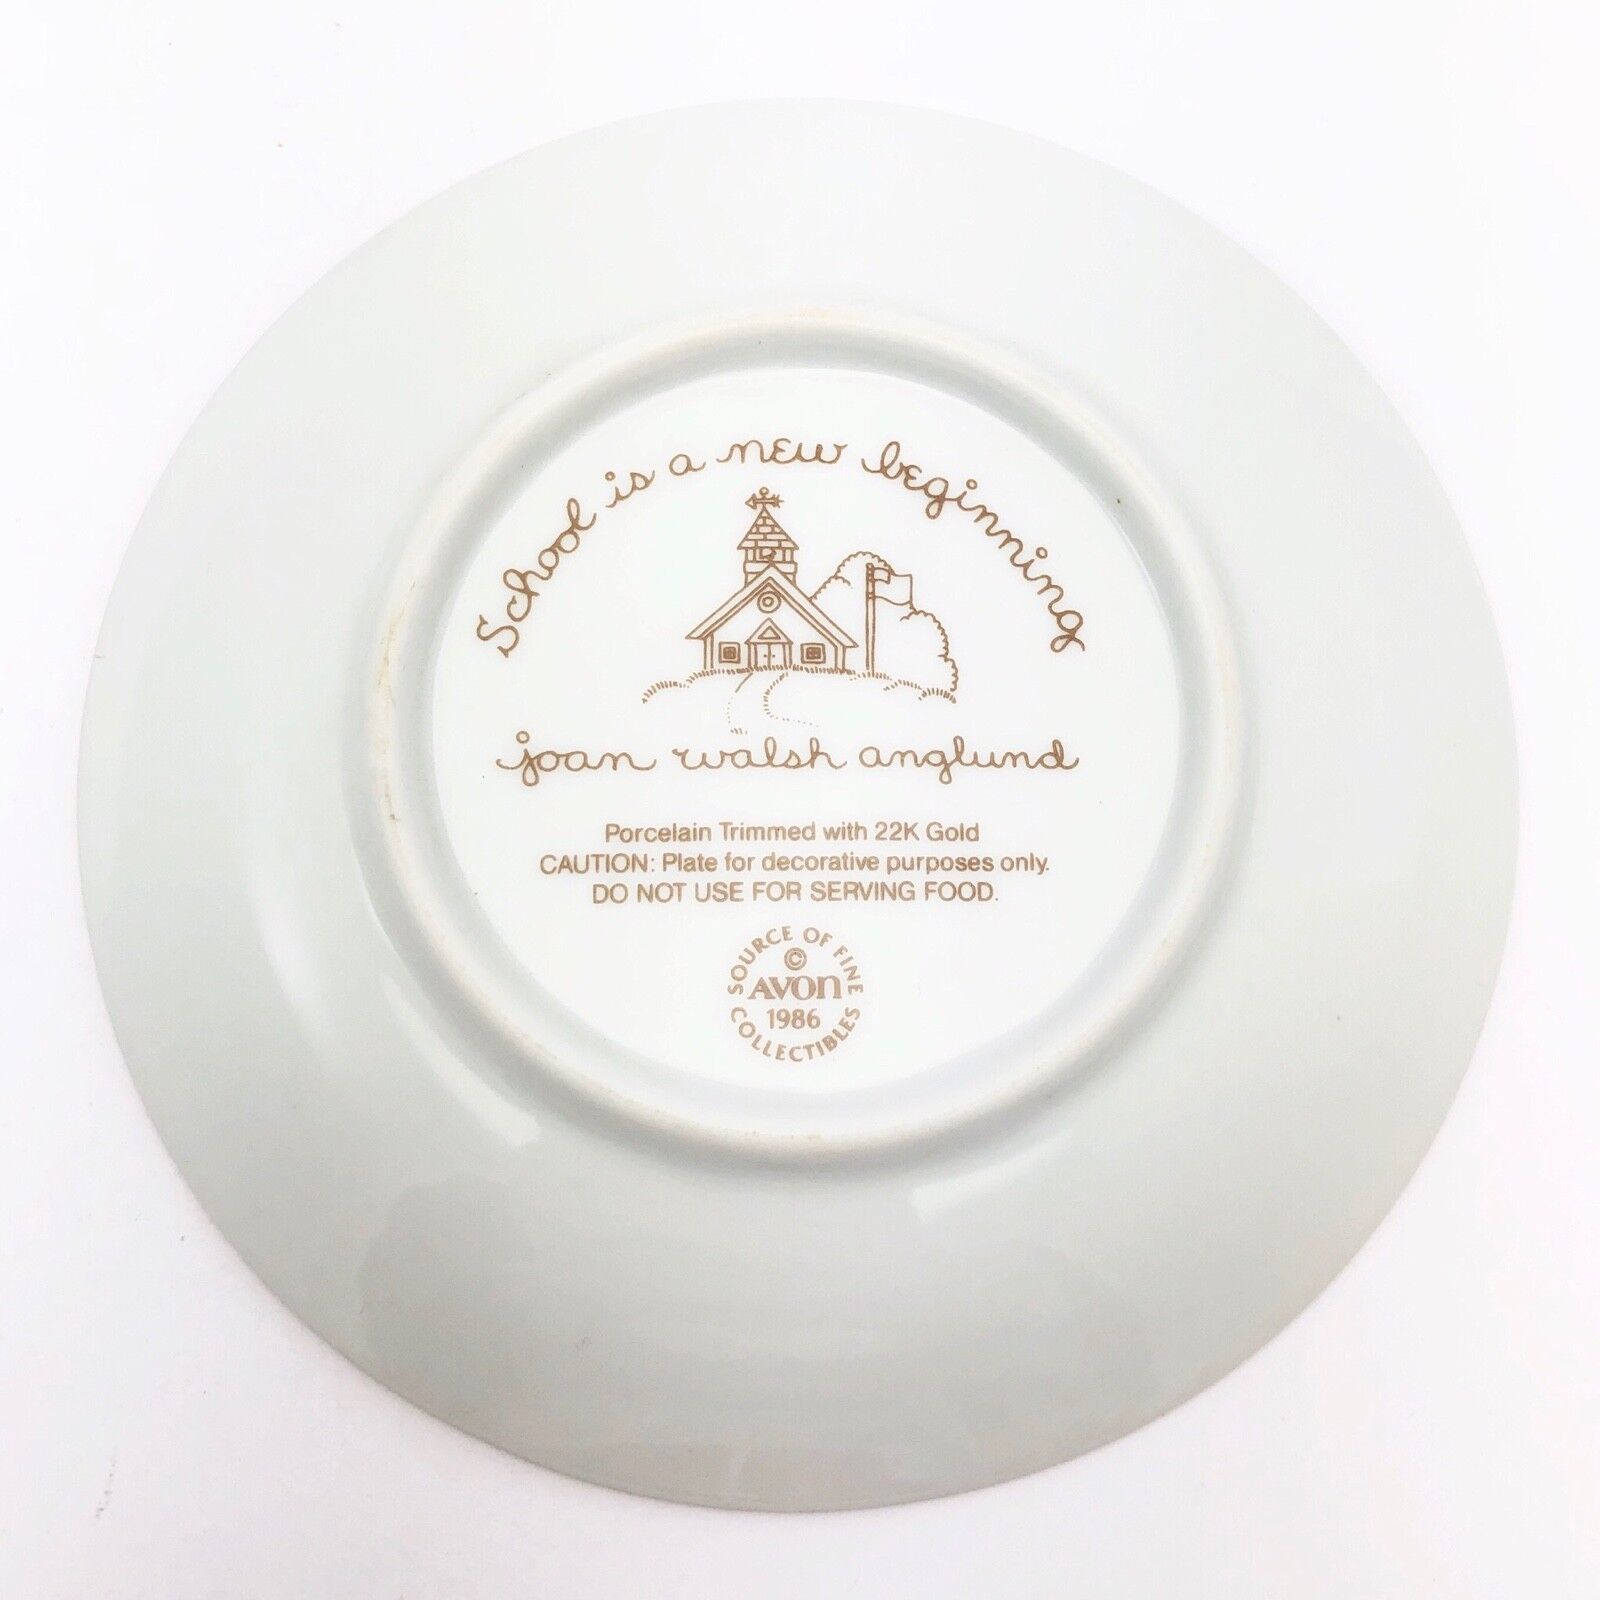 School is a new beginning
joan walsh anglund
Porcelain Trimmed with 22K Gold
CAUTION: Plate for decorative purposes only.
DO NOT USE FOR SERVING FOOD.
SOURCE OF FINE
©
AVON
1986
COLLECTIBLES